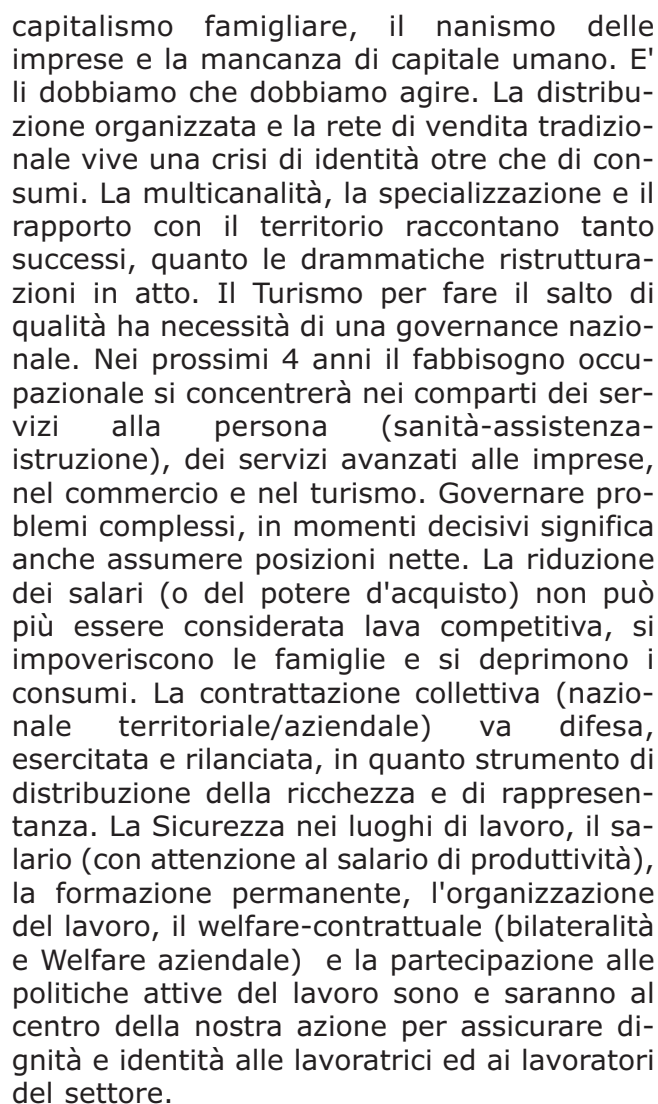 capitalismo famigliare, il nanismo delle
imprese e la mancanza di capitale umano. E'
li dobbiamo che dobbiamo agire. La distribu-
zione organizzata e la rete di vendita tradizio-
nale vive una crisi di identità otre che di con-
sumi. La multicanalità, la specializzazione e il
rapporto con il territorio raccontano tanto
successi, quanto le drammatiche ristruttura-
zioni in atto. Il Turismo per fare il salto di
qualità ha necessità di una governance nazio-
nale. Nei prossimi 4 anni il fabbisogno occu-
pazionale si concentrerà nei comparti dei ser-
vizi alla persona (sanità-assistenza-
istruzione), dei servizi avanzati alle imprese,
nel commercio e nel turismo. Governare pro-
blemi complessi, in momenti decisivi significa
anche assumere posizioni nette. La riduzione
dei salari (o del potere d'acquisto) non può
più essere considerata lava competitiva, si
impoveriscono le famiglie e si deprimono i
consumi. La contrattazione collettiva (nazio-
nale territoriale/aziendale) va difesa,
esercitata e rilanciata, in quanto strumento di
distribuzione della ricchezza e di rappresen-
tanza. La Sicurezza nei luoghi di lavoro, il sa-
lario (con attenzione al salario di produttività),
la formazione permanente, l'organizzazione
del lavoro, il welfare-contrattuale (bilateralità
e Welfare aziendale) e la partecipazione alle
politiche attive del lavoro sono e saranno al
centro della nostra azione per assicurare di-
gnità e identità alle lavoratrici ed ai lavoratori
del settore.